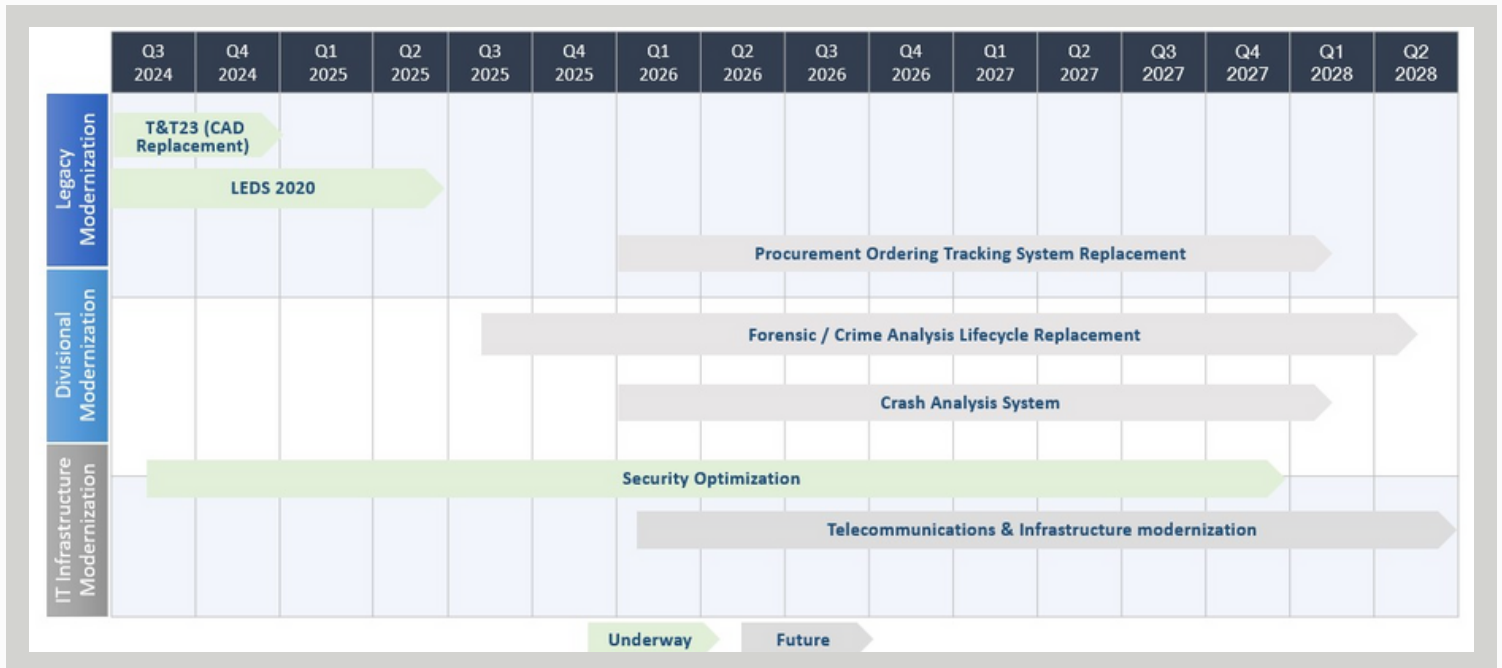 Q3
2024
Q4
2024
Q1
2025
Q2
2025
Q3
2025
Q4
2025
Q1
2026
Q2
2026
Q3
2026
Q4
2026
Q1
2027
Q2
2027
Q3
2027
Q4
2027
Q1
2028
Q2
2028
Legacy
Modernization
T&T23 (CAD
Replacement)
LEDS 2020
Procurement Ordering Tracking System Replacement
Divisional
Modernization
Forensic / Crime Analysis Lifecycle Replacement
Crash Analysis System
IT Infrastructure
Modernization
Security Optimization
Telecommunications & Infrastructure modernization
Underway
Future